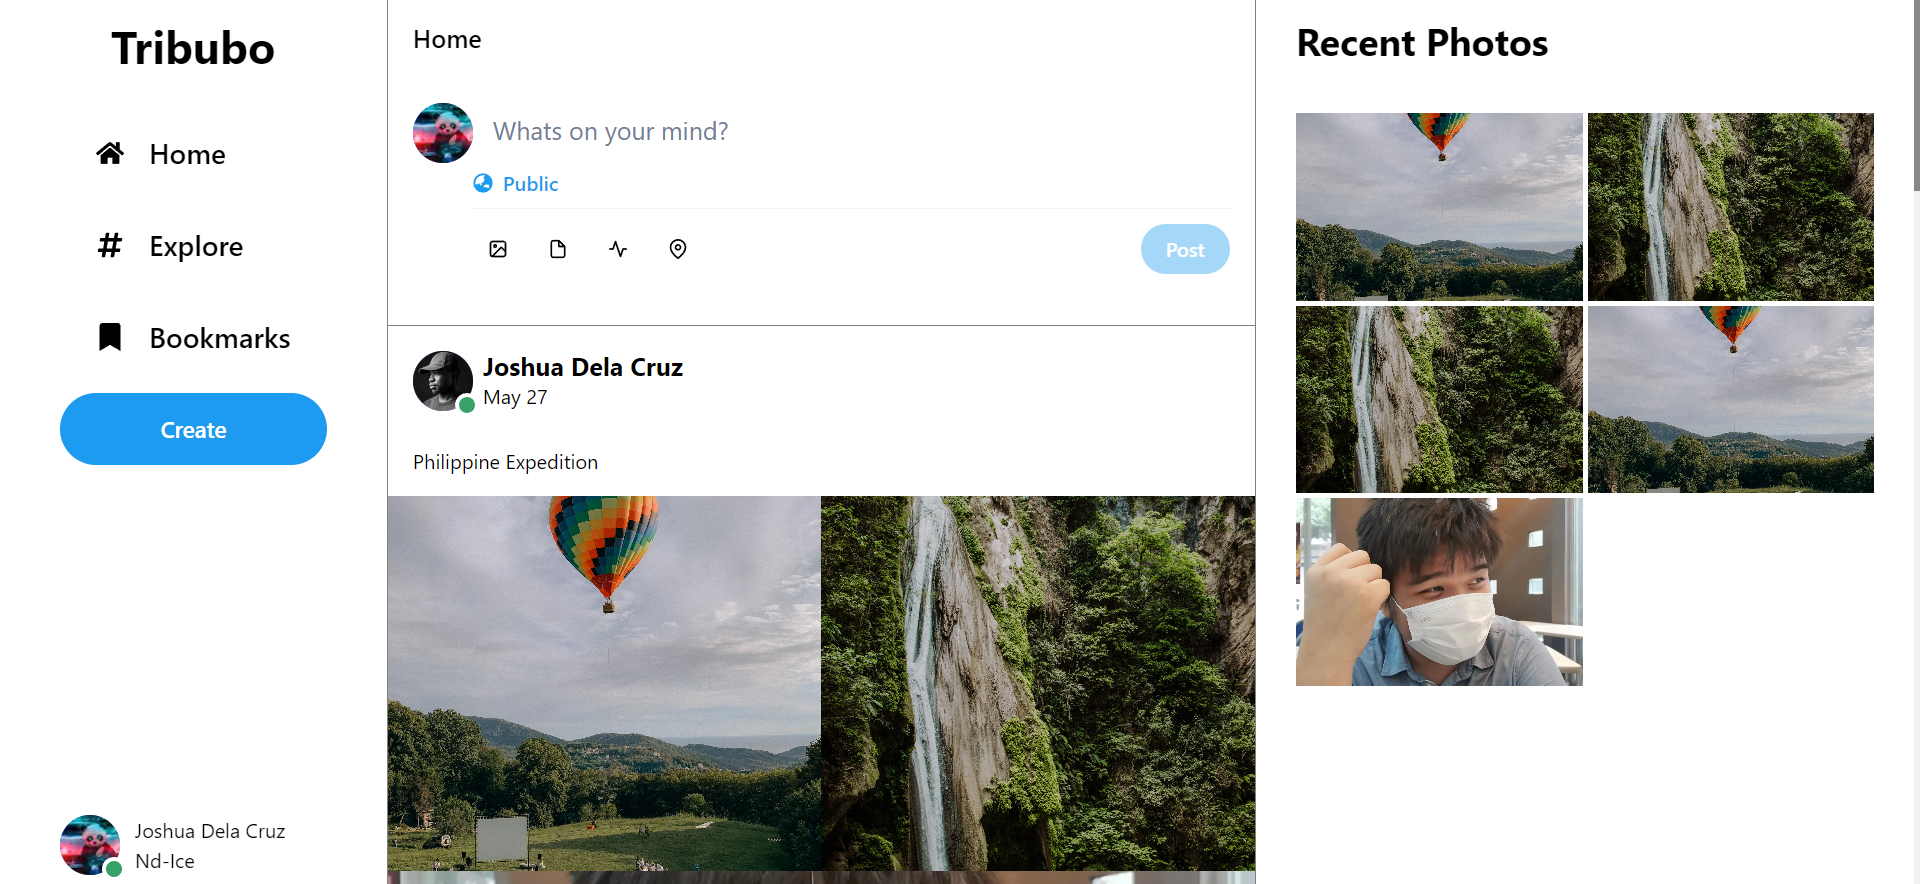 Tribubo
Home
Explore
Bookmarks
Create
Joshua Dela Cruz
Nd-Ice
Home
Whats on your mind?
Public
Post
Joshua Dela Cruz
May 27
Philippine Expedition
Recent Photos